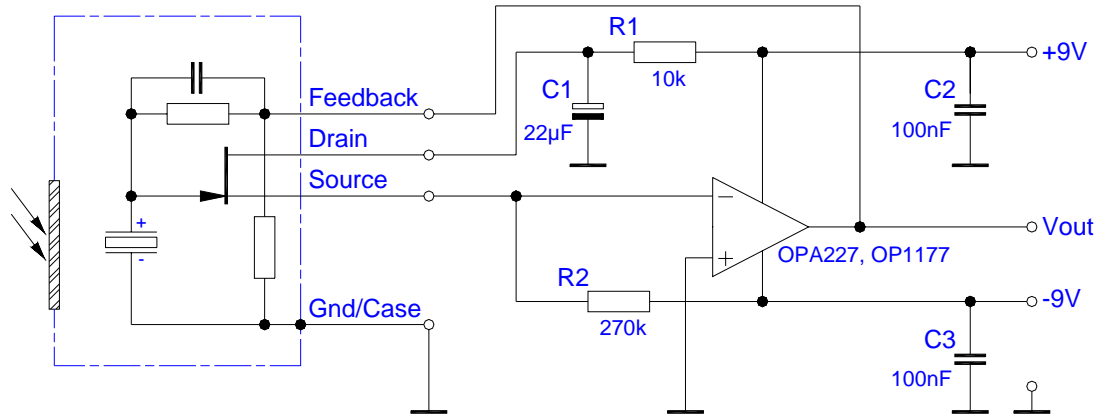 R1
+9V
10k
C1
22µF
C2
100nF
Feedback
Drain
Source
+
-
−
+
Vout
OPA227, OP1177
R2
270k
Gnd/Case
-9V
C3
100nF